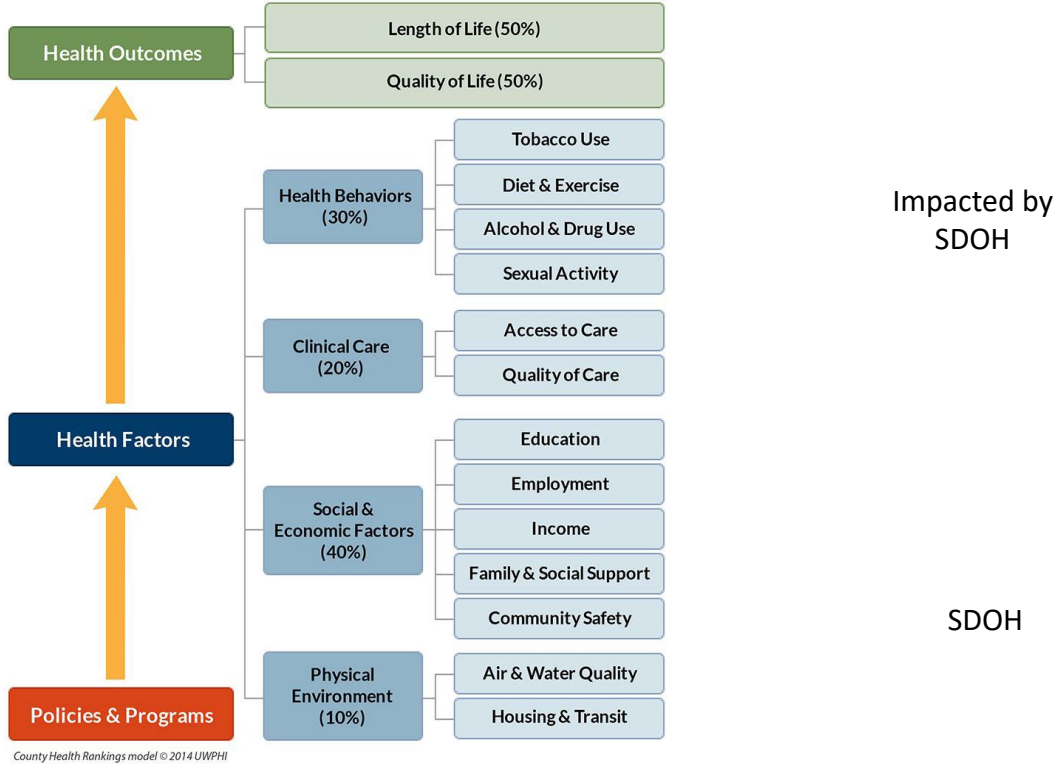 Health Outcomes
Length of Life (50%)
Quality of Life (50%)
Health Behaviors
(30%)
Tobacco Use
Diet & Exercise
Alcohol & Drug Use
Sexual Activity
Impacted by
SDOH
Clinical Care
(20%)
Access to Care
Quality of Care
Health Factors
Social &
Economic Factors
(40%)
Education
Employment
Income
Family & Social Support
Community Safety
SDOH
Physical
Environment
(10%)
Air & Water Quality
Housing & Transit
Policies & Programs
County Health Rankings model © 2014 UWPHI